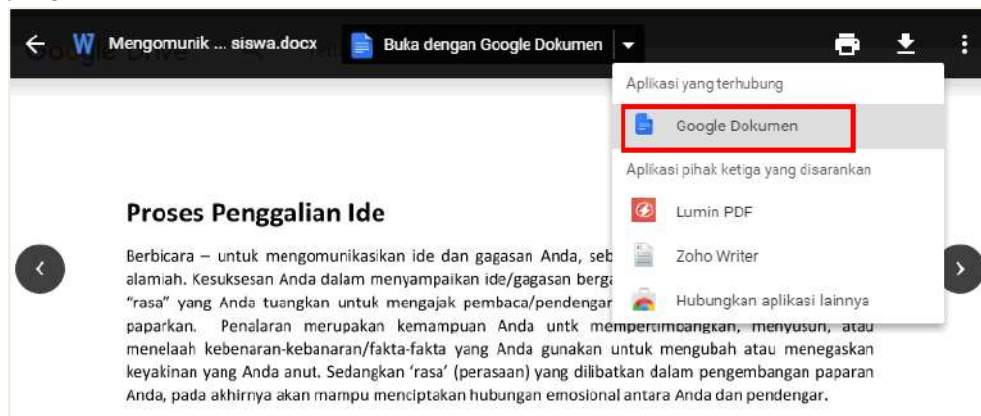 Mengomunik ... siswa.docx
Buka dengan Google Dokumen
Aplikasi yang terhubung
Google Dokumen
Aplikasi pihak ketiga yang disarankan
Lumin PDF
Zoho Writer
Hubungkan aplikasi lainnya
Proses Penggalian Ide
Berbicara – untuk mengomunikasikan ide dan gagasan Anda, seb
alamiah. Kesuksesan Anda dalam menyampaikan ide/gagasan berga
"rasa" yang Anda tuangkan untuk mengajak pembaca/pendengar
paparkan. Penalaran merupakan kemampuan Anda untk mempertimbangkan, menyusun, atau
menelaah kebenaran-kebanaran/fakta-fakta yang Anda gunakan untuk mengubah atau menegaskan
keyakinan yang Anda anut. Sedangkan 'rasa' (perasaan) yang dilibatkan dalam pengembangan paparan
Anda, pada akhirnya akan mampu menciptakan hubungan emosional antara Anda dan pendengar.